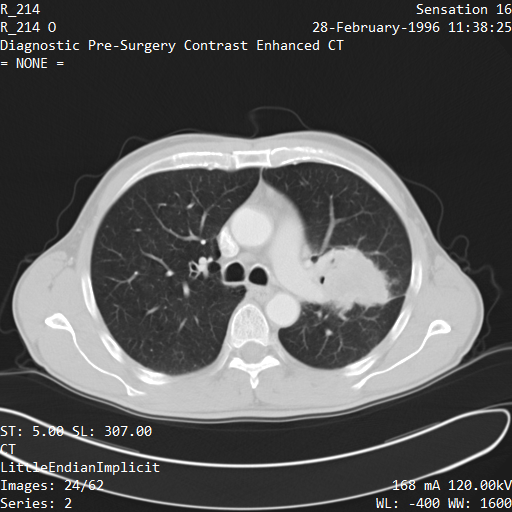 R_214
Sensation 16
R_214 O
28-February-1996 11:38:25
Diagnostic Pre-Surgery Contrast Enhanced CT
= NONE =
ST: 5.00 SL: 307.00
CT
LittleEndianImplicit
Images: 24/62
168 mA 120.00kV
Series: 2
WL: -400 WW: 1600